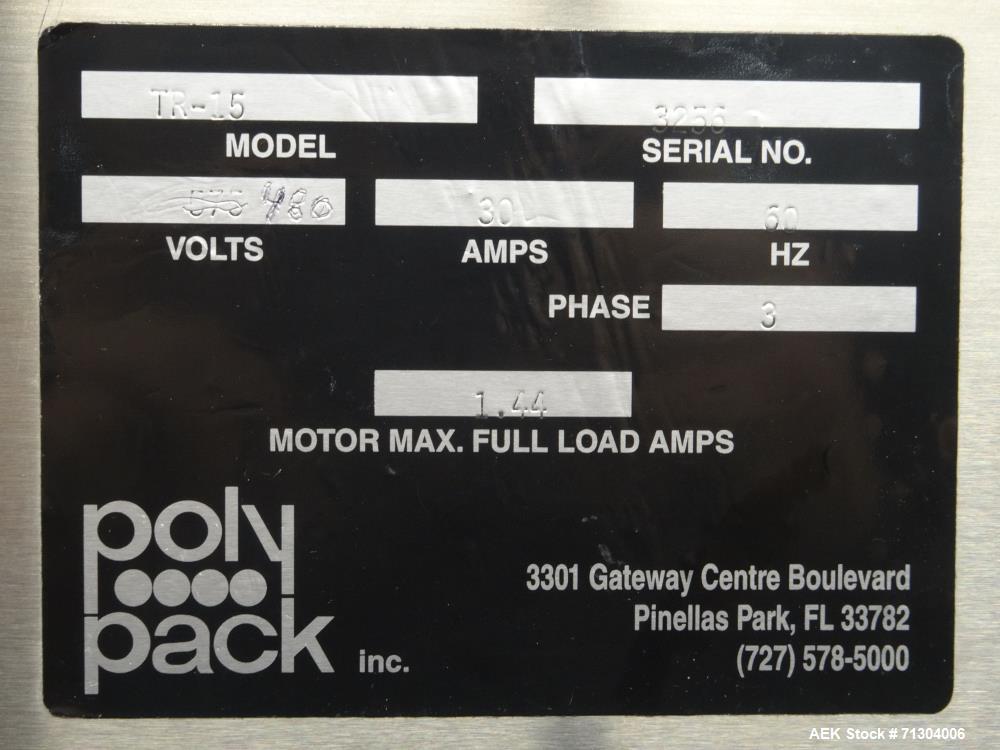 TR-15 3256
MODEL SERIAL NO.
480 30 60
VOLTS AMPS HZ
PHASE 3
1.44
MOTOR MAX. FULL LOAD AMPS
poly
pack inc.
3301 Gateway Centre Boulevard
Pinellas Park, FL 33782
(727) 578-5000
AEK Stock # 71304006